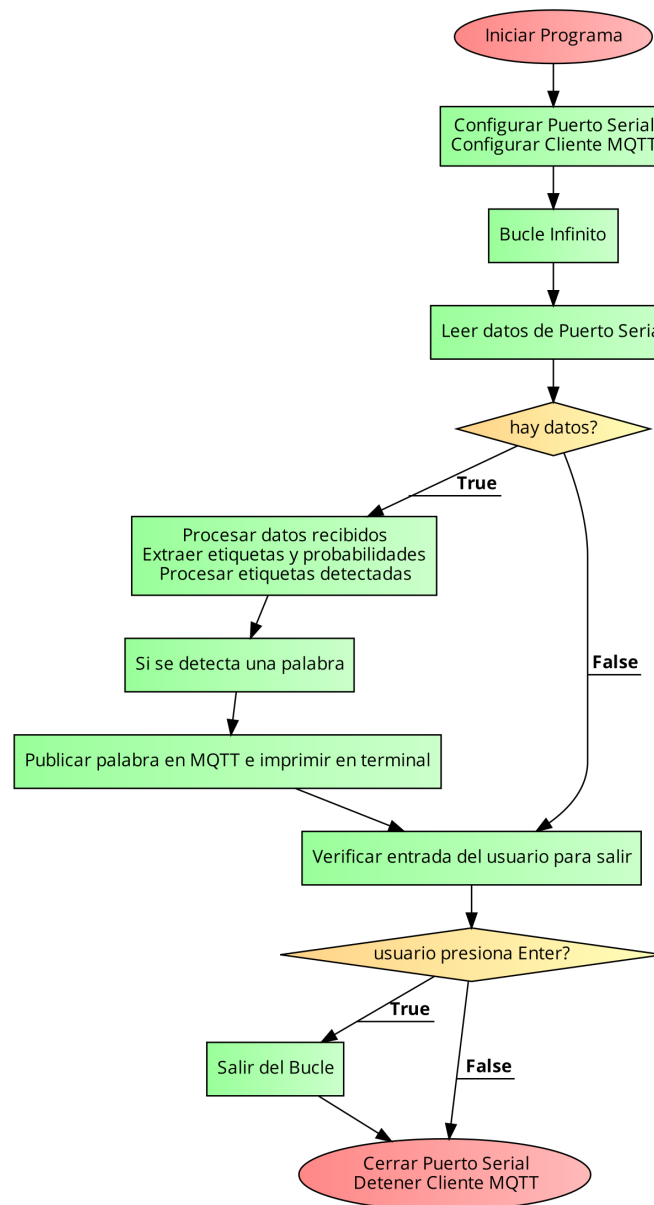 Iniciar Programa
Configurar Puerto Serial
Configurar Cliente MQTT
Bucle Infinito
Leer datos de Puerto Seria
hay datos?
True
Procesar datos recibidos
Extraer etiquetas y probabilidades
Procesar etiquetas detectadas
Si se detecta una palabra
False
Publicar palabra en MQTT e imprimir en terminal
Verificar entrada del usuario para salir
usuario presiona Enter?
True
Salir del Bucle
False
Cerrar Puerto Serial
Detener Cliente MQTT